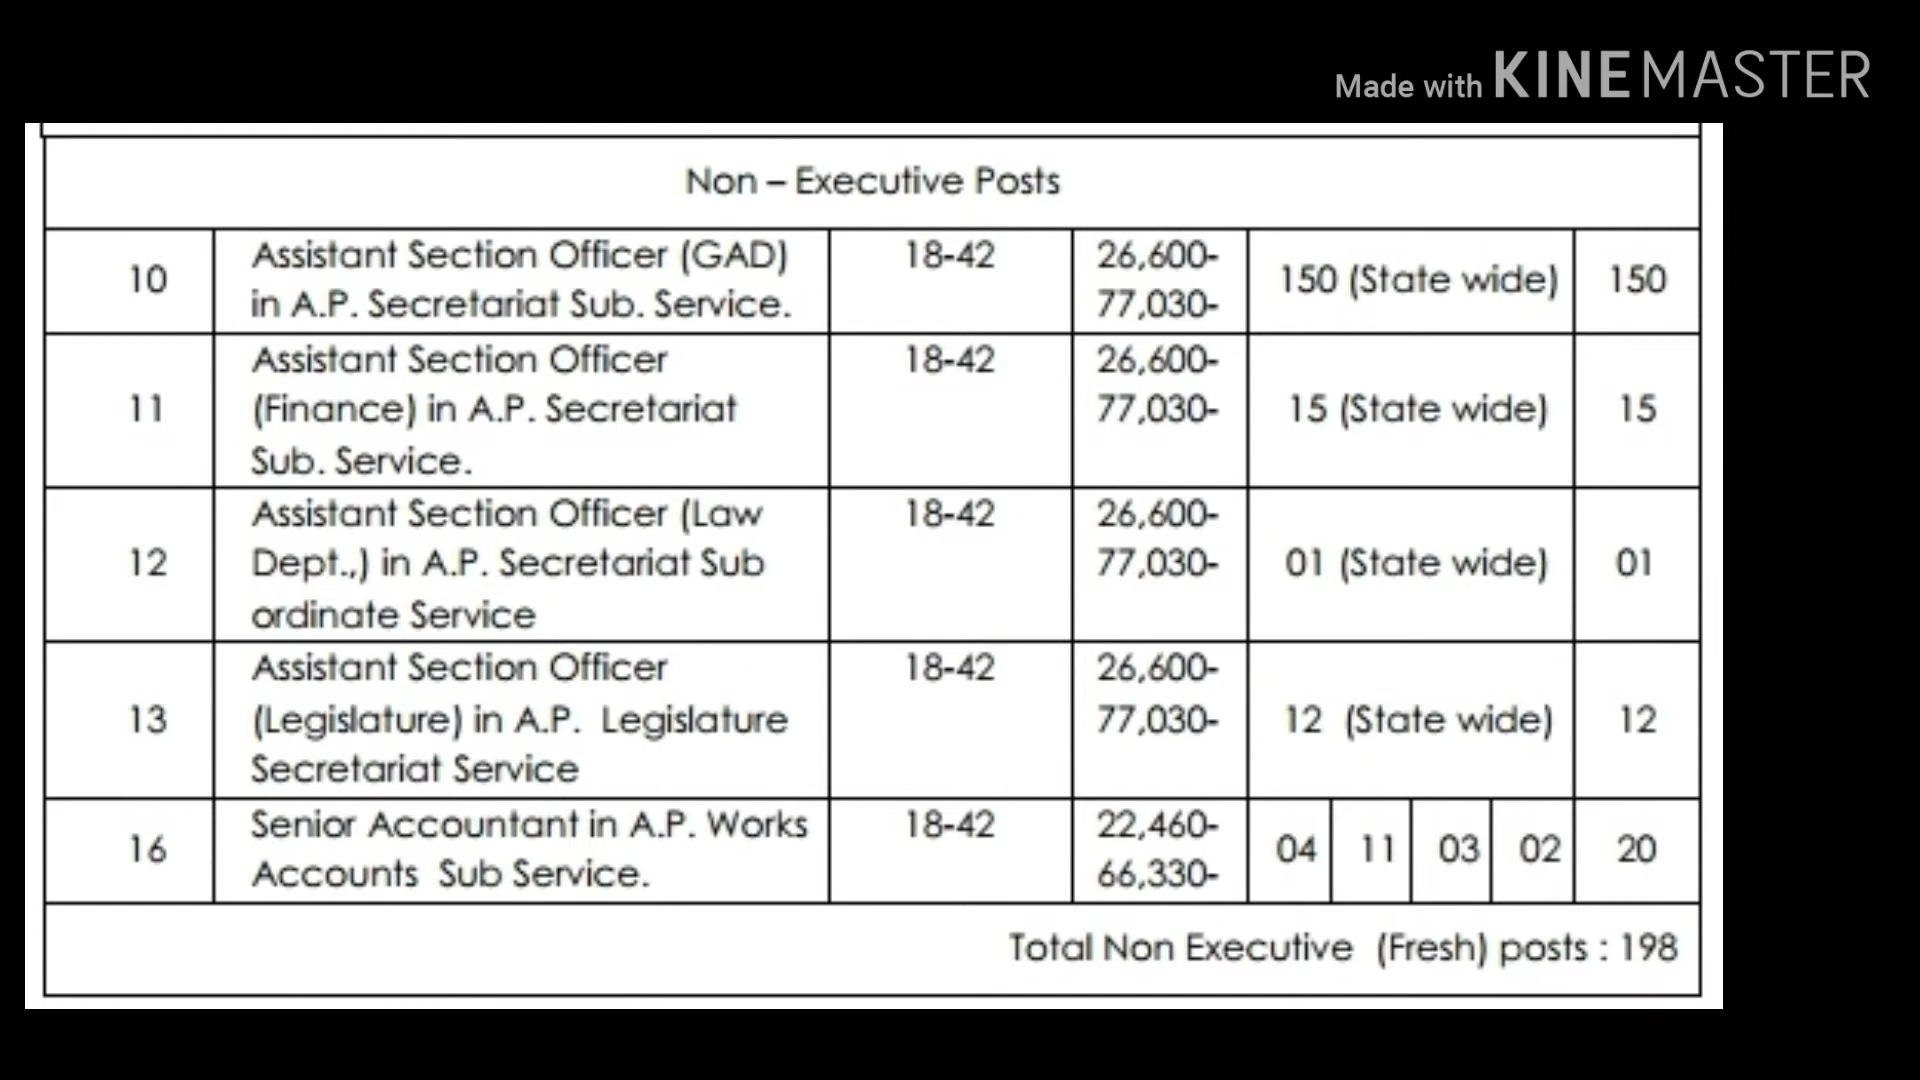 Made with KINEMASTER
Non – Executive Posts
10 Assistant Section Officer (GAD) 18-42 26,600- 150 (State wide) 150
in A.P. Secretariat Sub. Service. 77,030-
Assistant Section Officer 18-42 26,600-
11 (Finance) in A.P. Secretariat 77,030- 15 (State wide) 15
Sub. Service.
Assistant Section Officer (Law 18-42 26,600-
12 Dept.,) in A.P. Secretariat Sub 77,030- 01 (State wide) 01
ordinate Service
Assistant Section Officer 18-42 26,600-
13 (Legislature) in A.P. Legislature 77,030- 12 (State wide) 12
Secretariat Service
16 Senior Accountant in A.P. Works 18-42 22,460- 04 11 03 02 20
Accounts Sub Service. 66,330-
Total Non Executive (Fresh) posts : 198